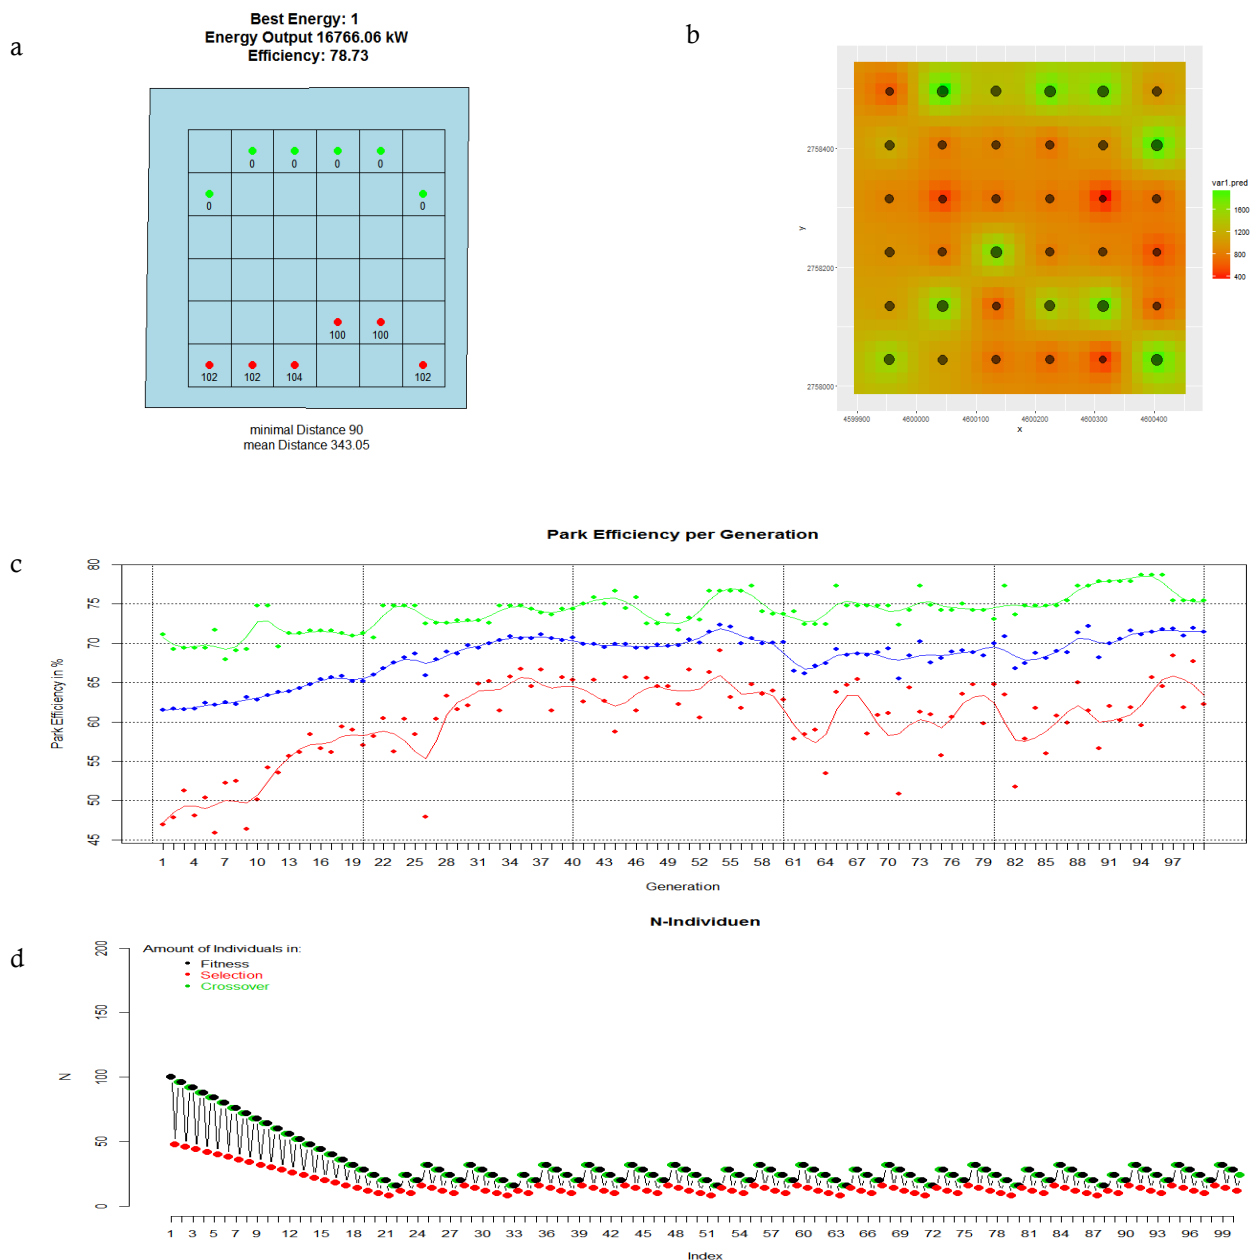 a
Best Energy: 1
Energy Output 16766.06 kW
Efficiency: 78.73
0 0 0 0
0 0
100 100
102 102 104 102
minimal Distance 90
mean Distance 343.05
b
2758400
2758200
2758000
y
4599900 4600000 4600100 4600200 4600300 4600400
x
var1.pred
1600
1200
800
400
c
Park Efficiency per Generation
80
75
70
65
60
55
50
45
Park Efficiency in %
1 4 7 10 13 16 19 22 25 28 31 34 37 40 43 46 49 52 55 58 61 64 67 70 73 76 79 82 85 88 91 94 97
Generation
d
N-Individuen
Amount of Individuals in:
Fitness
Selection
Crossover
200
150
100
50
0
N
1 3 5 7 9 12 15 18 21 24 27 30 33 36 39 42 45 48 51 54 57 60 63 66 69 72 75 78 81 84 87 90 93 96 99
Index